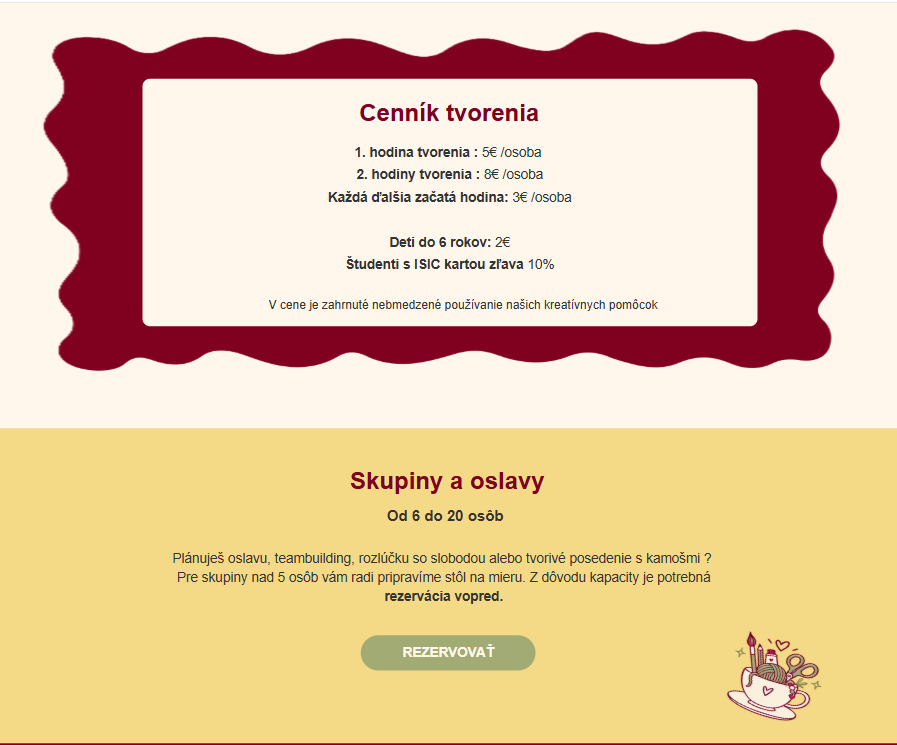 Cenník tvorenia
1. hodina tvorenia : 5€ /osoba
2. hodiny tvorenia : 8€ /osoba
Každá ďalšia začatá hodina: 3€ /osoba
Deti do 6 rokov: 2€
Študenti s ISIC kartou zľava 10%
V cene je zahrnuté nebmedzené používanie našich kreatívnych pomôcok
Skupiny a oslavy
Od 6 do 20 osôb
Plánuješ oslavu, teambuilding, rozlúčku so slobodou alebo tvorivé posedenie s kamošmi ?
Pre skupiny nad 5 osôb vám radi pripravíme stôl na mieru. Z dôvodu kapacity je potrebná
rezervácia vopred.
REZERVOVAŤ